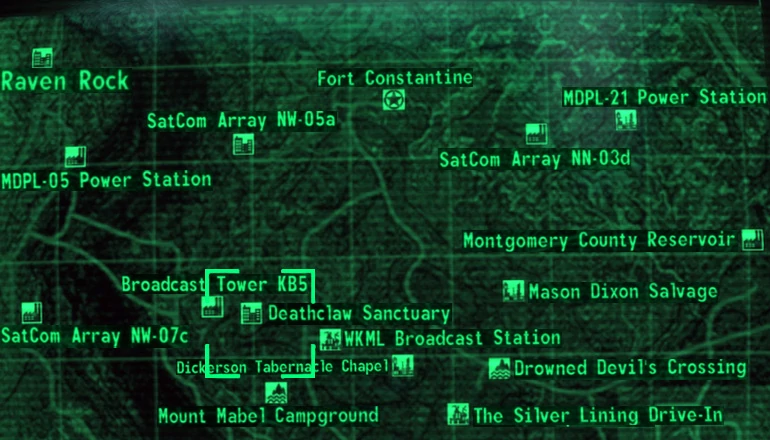 Raven Rock
Fort Constantine
MDPL-21 Power Station
SatCom Array NW-05a
SatCom Array NN-03d
MDPL-05 Power Station
Montgomery County Reservoir
Broadcast Tower KB5
Mason Dixon Salvage
Deathclaw Sanctuary
SatCom Array NW-07c
WKML Broadcast Station
Dickerson Tabernacle Chapel
Drowned Devil's Crossing
Mount Mabel Campground
The Silver Lining Drive-In